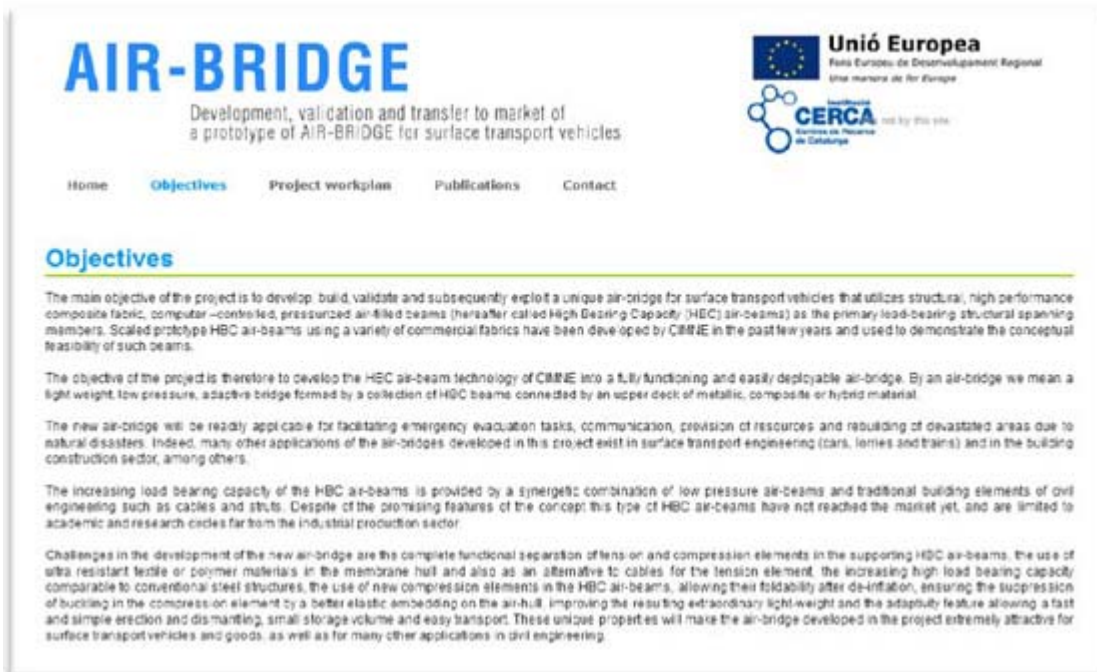 AIR-BRIDGE
Development, validation and transfer to market of
a prototype of AIR-BRIDGE for surface transport vehicles
Unió Europea
Fons Europeu de Desenvolupament Regional
Una manera de fer Europa
Institució
CERCA
Centres de Recerca
de Catalunya
not by this site
Home Objectives Project workplan Publications Contact
Objectives
The main objective of the project is to develop, build, validate and subsequently exploit a unique air-bridge for surface transport vehicles that utilizes structural, high performance
composite fabric, computer –controlled, pressurized air-filled beams (hereafter called High Bearing Capacity (HBC) air-beams) as the primary load-bearing structural spanning
members. Scaled prototype HBC air-beams using a variety of commercial fabrics have been developed by CIMNE in the past few years and used to demonstrate the conceptual
feasibility of such beams.
The objective of the project is therefore to develop the HBC air-beam technology of CIMNE into a fully functioning and easily deployable air-bridge. By an air-bridge we mean a
light weight, low pressure, adaptive bridge formed by a collection of HBC beams connected by an upper deck of metallic, composite or hybrid material.
The new air-bridge will be readily applicable for facilitating emergency evacuation tasks, communication, provision of resources and rebuilding of devastated areas due to
natural disasters. Indeed, many other applications of the air-bridges developed in this project exist in surface transport engineering (cars, lorries and trains) and in the building
construction sector, among others.
The increasing load bearing capacity of the HBC air-beams is provided by a synergetic combination of low pressure air-beams and traditional building elements of civil
engineering such as cables and struts. Despite of the promising features of the concept this type of HBC air-beams have not reached the market yet, and are limited to
academic and research circles far from the industrial production sector.
Challenges in the development of the new air-bridge are the complete functional separation of tension and compression elements in the supporting HBC air-beams, the use of
ultra resistant textile or polymer materials in the membrane hull and also as an alternative to cables for the tension element, the increasing high load bearing capacity
comparable to conventional steel structures, the use of new compression elements in the HBC air-beams, allowing their foldability after de-inflation, ensuring the suppression
of buckling in the compression element by a better elastic embedding on the air-hull, improving the resulting extraordinary light-weight and the adaptivity feature allowing a fast
and simple erection and dismantling, small storage volume and easy transport. These unique properties will make the air-bridge developed in the project extremely attractive for
surface transport vehicles and goods, as well as for many other applications in civil engineering.